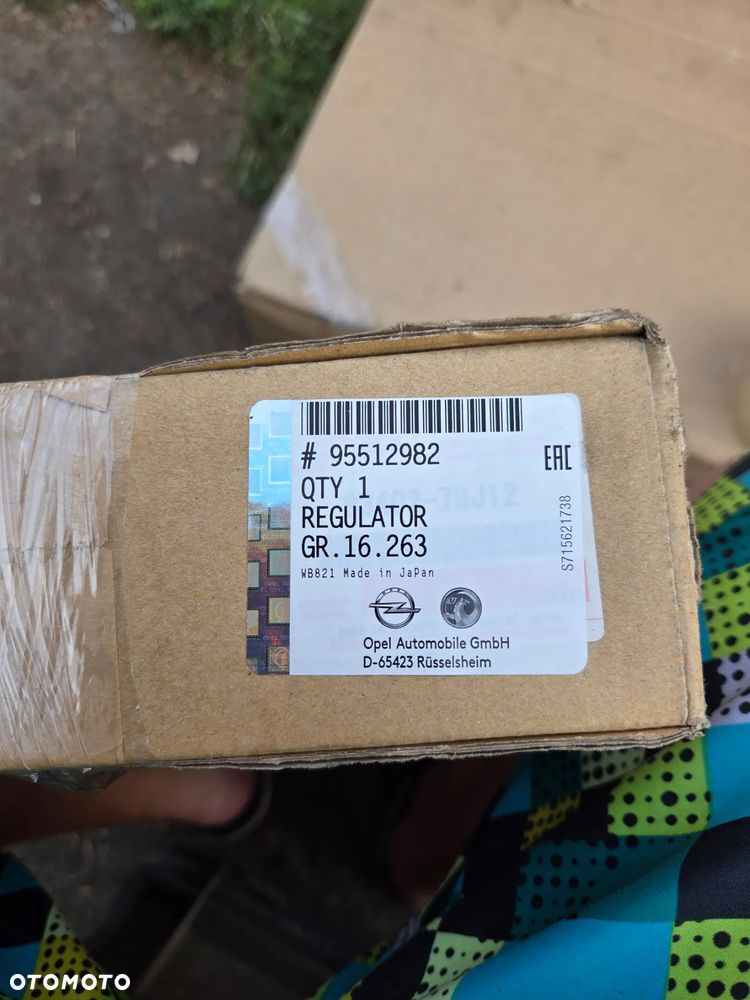 # 95512982
EAC
QTY 1
REGULATOR
GR.16.263
WB821 Made in JaPan
S715621738
OPEL
Opel Automobile GmbH
D-65423 Rüsselsheim
OTOMOTO